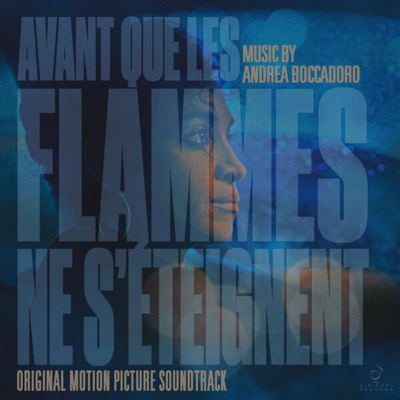 AVANT QUE LES
MUSIC BY
ANDREA BOCCADORO
FLAMMES
NE S'ÉTEIGNENT
ORIGINAL MOTION PICTURE SOUNDTRACK